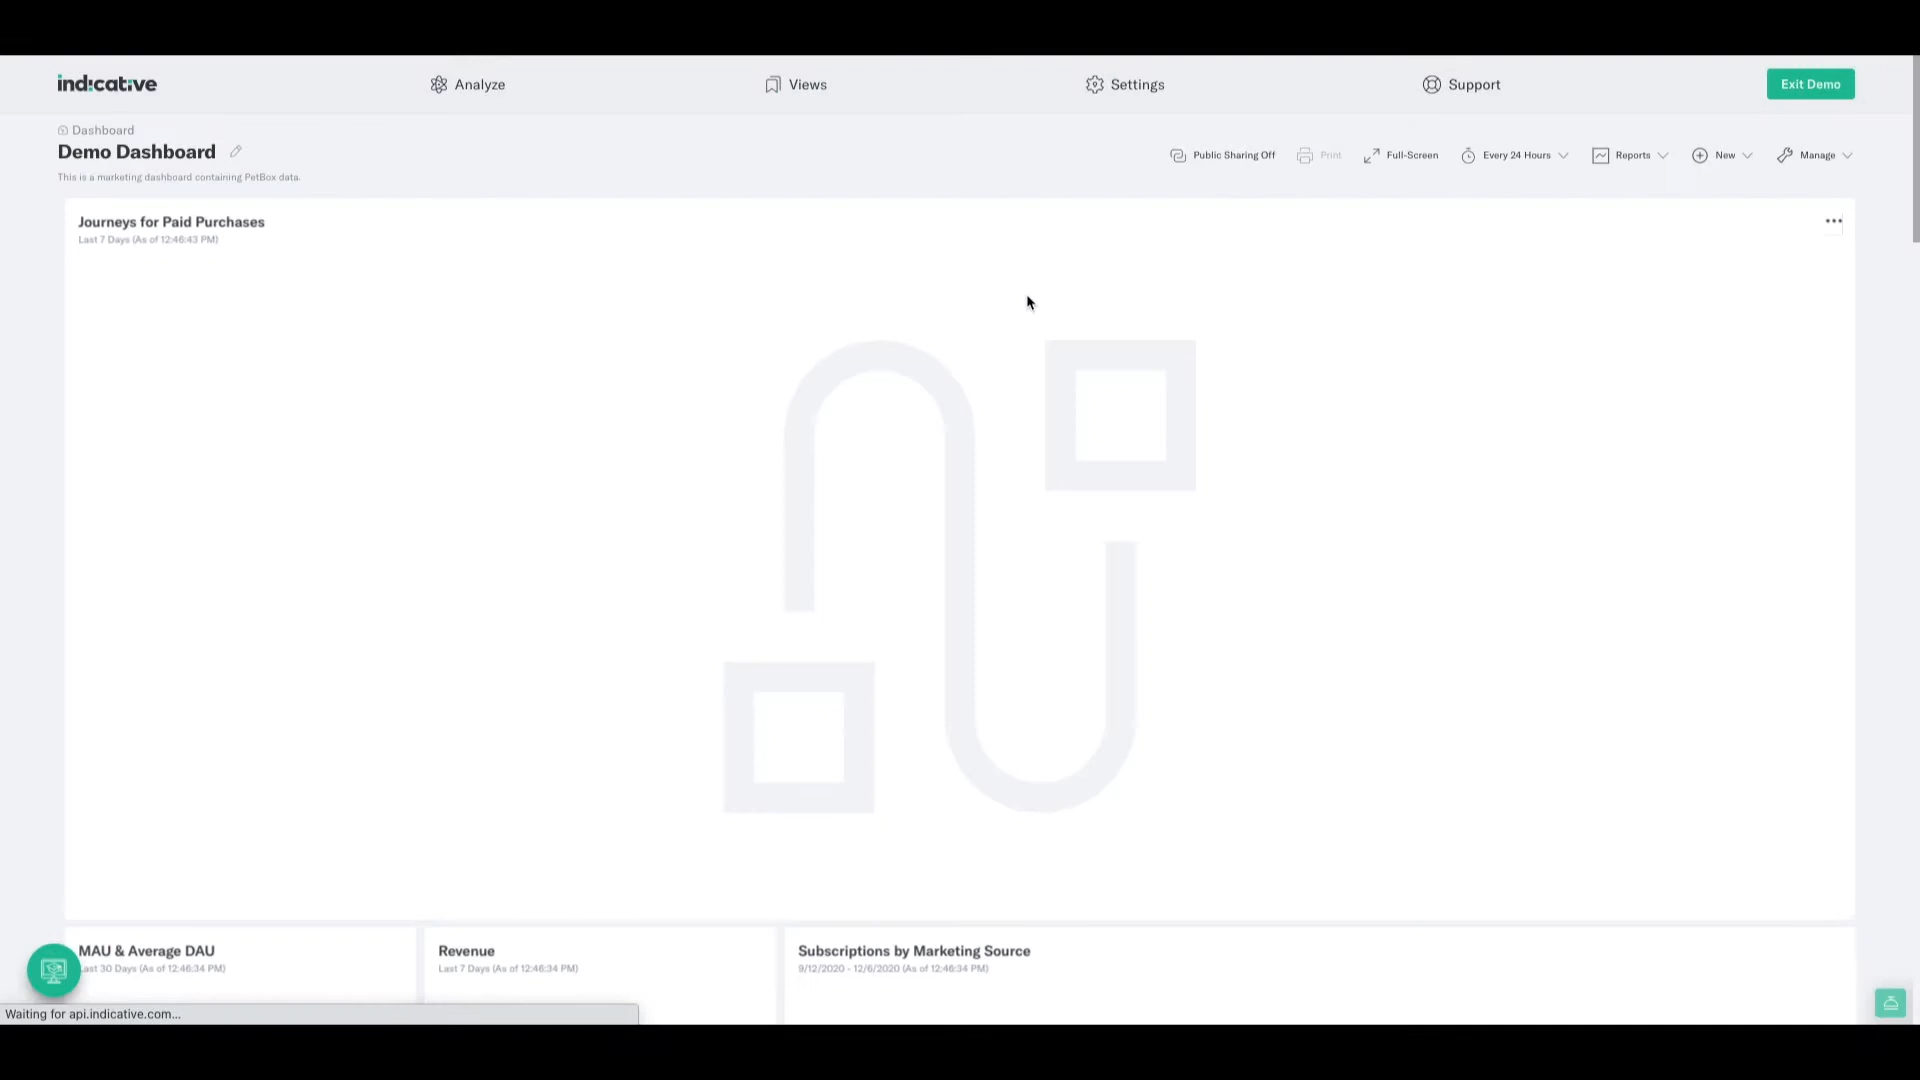 indicative
Analyze
Views
Settings
Support
Exit Demo
Dashboard
Demo Dashboard
This is a marketing dashboard containing PetBox data.
Public Sharing Off
Print
Full-Screen
Every 24 Hours
Reports
New
Manage
Journeys for Paid Purchases
Last 7 Days (As of 12:46:43 PM)
MAU & Average DAU
Last 30 Days (As of 12:46:34 PM)
Revenue
Last 7 Days (As of 12:46:34 PM)
Subscriptions by Marketing Source
9/12/2020 - 12/6/2020 (As of 12:46:34 PM)
Waiting for api.indicative.com...